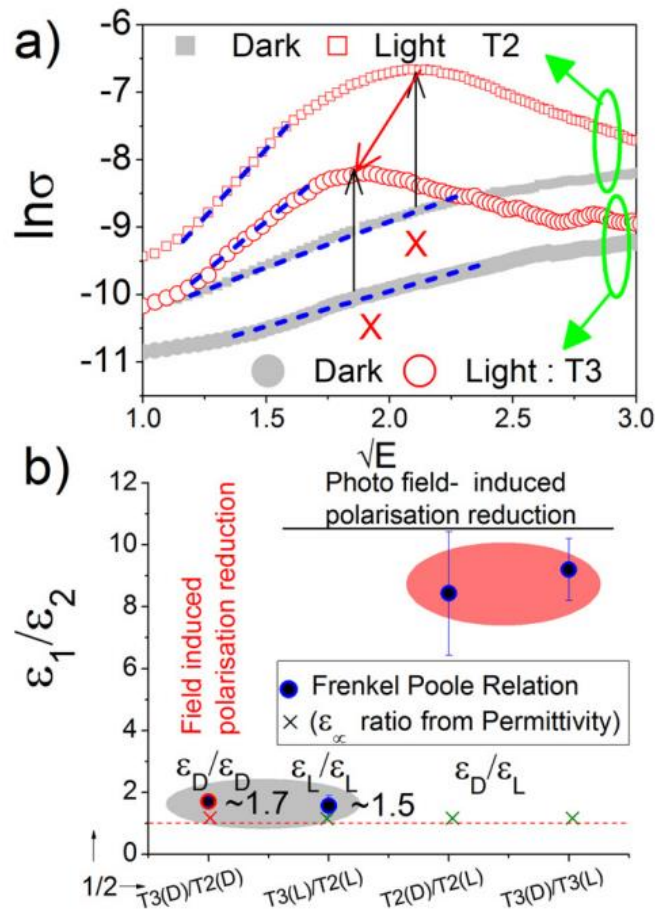 a)
-6
-7
-8
-9
-10
-11
lnσ
Dark Light T2
X
X
Dark Light : T3
1.0 1.5 2.0 2.5 3.0
√E
b)
12
10
8
6
4
2
0
ε1/ε2
Field induced
polarisation reduction
Photo field- induced
polarisation reduction
Frenkel Poole Relation
(ε∝ ratio from Permittivity)
εD/εD εL/εL εD/εL
~1.7 ~1.5
1/2
T3(D)/T2(D) T3(L)/T2(L) T2(D)/T2(L) T3(D)/T3(L)